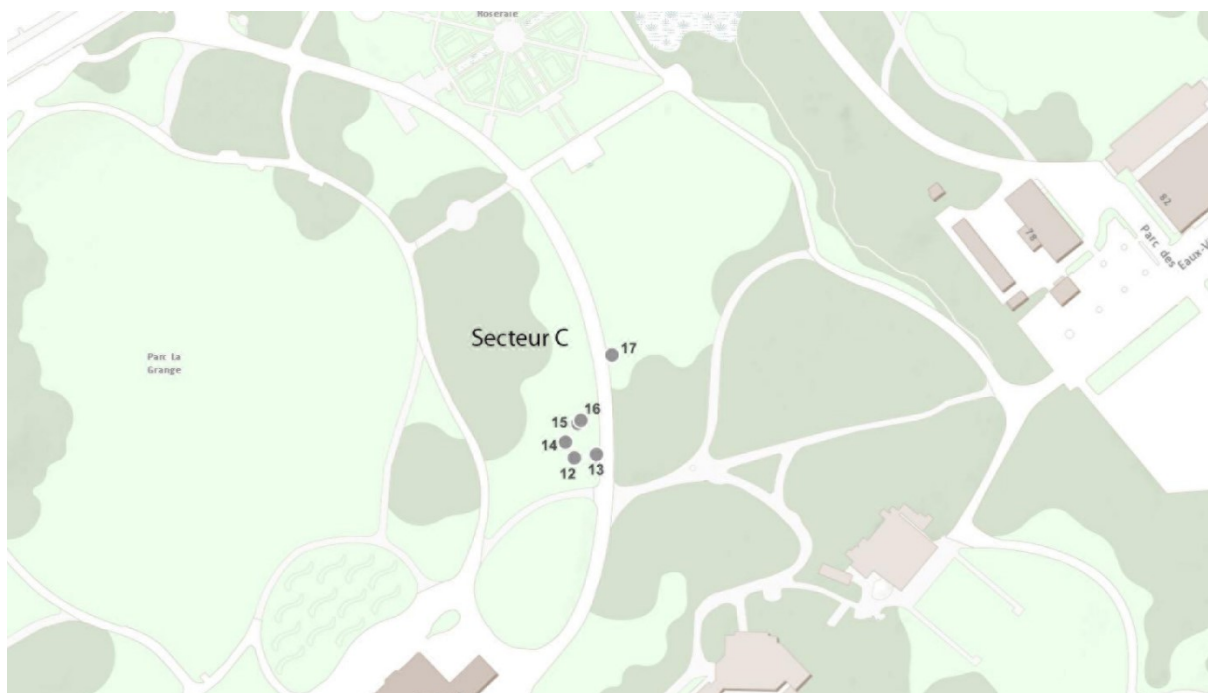 Roseraie
82
78
Parc des
Eaux-V
Secteur C
17
Parc La
Grange
16
15
14
12
13